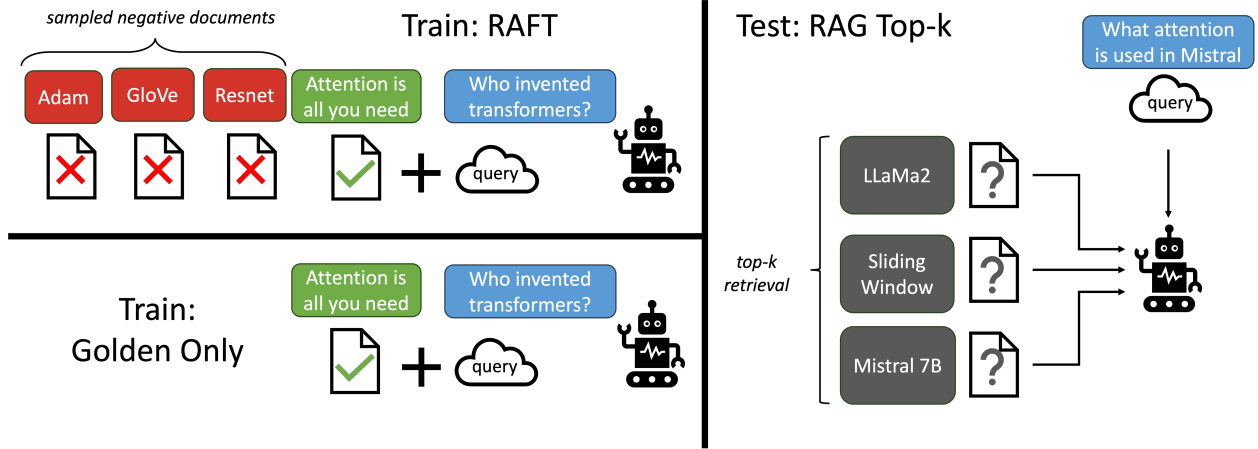 sampled negative documents
Train: RAFT
Adam
GloVe
Resnet
Attention is
all you need
Who invented
transformers?
query
Train:
Golden Only
Attention is
all you need
Who invented
transformers?
query
Test: RAG Top-k
What attention
is used in Mistral
query
top-k
retrieval
LLaMa2
?
Sliding
Window
?
Mistral 7B
?